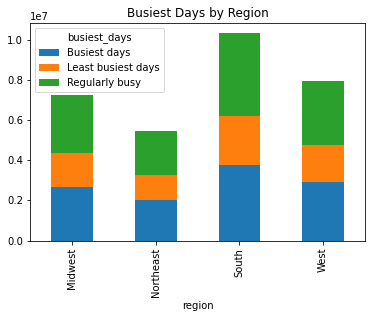 Busiest Days by Region
1e7
busiest_days
Busiest days
Least busiest days
Regularly busy
1.0
0.8
0.6
0.4
0.2
0.0
Midwest
Northeast
South
West
region